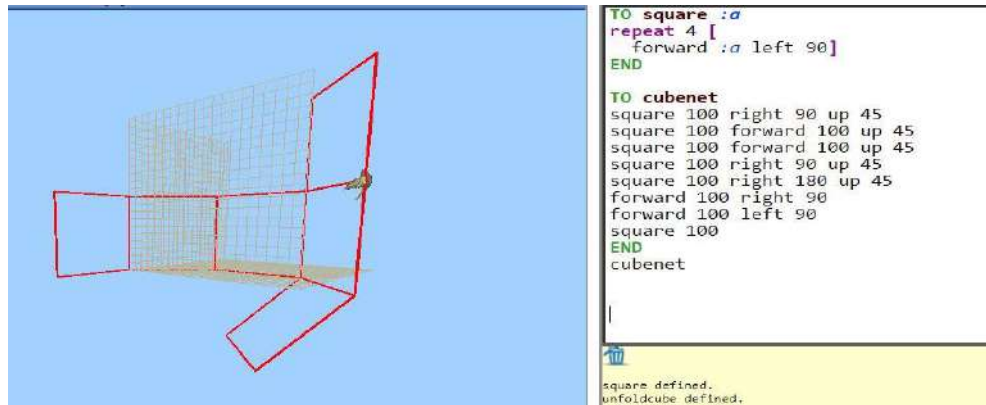 TO square :a
repeat 4 [
forward :a left 90]
END
TO cubenet
square 100 right 90 up 45
square 100 forward 100 up 45
square 100 forward 100 up 45
square 100 right 90 up 45
square 100 right 180 up 45
forward 100 right 90
forward 100 left 90
square 100
END
cubenet
square defined.
unfoldcube defined.